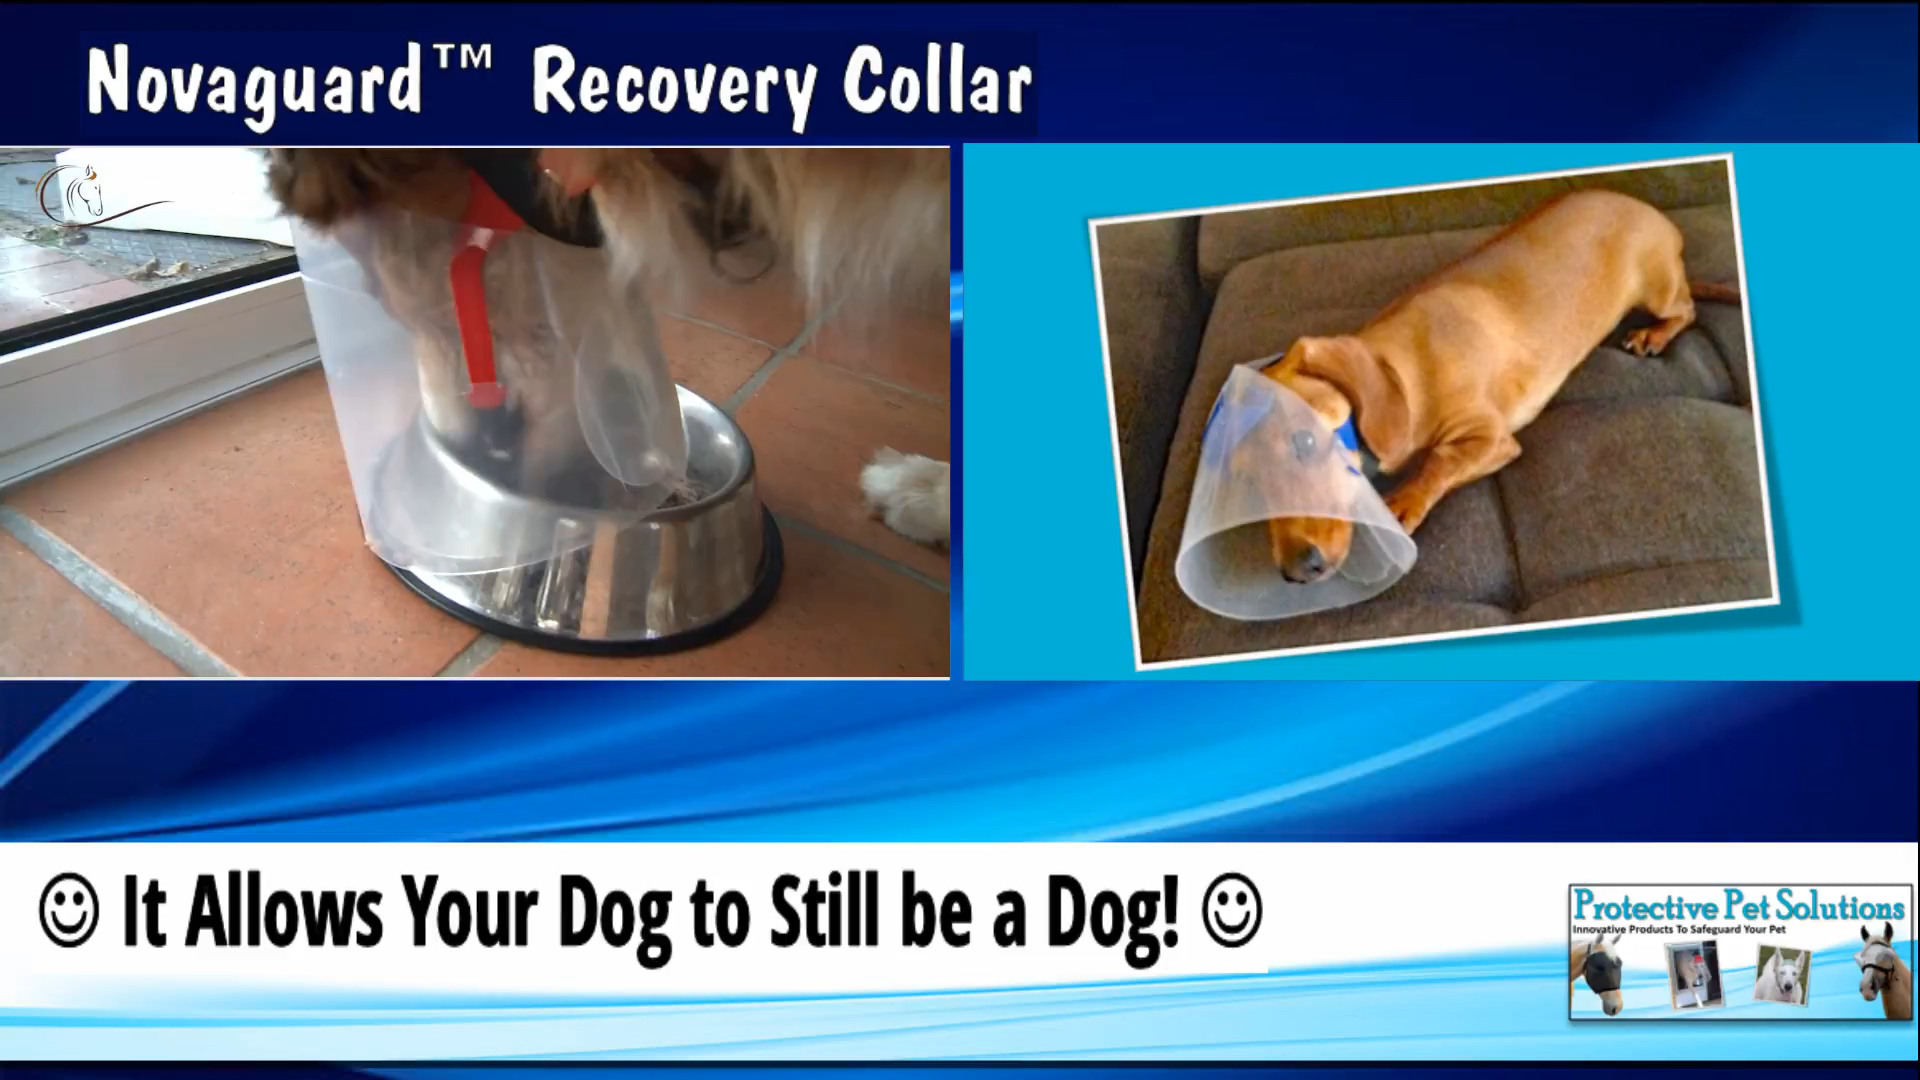 Novaguard™ Recovery Collar
☺ It Allows Your Dog to Still be a Dog! ☺
Protective Pet Solutions
Innovative Products To Safeguard Your Pet